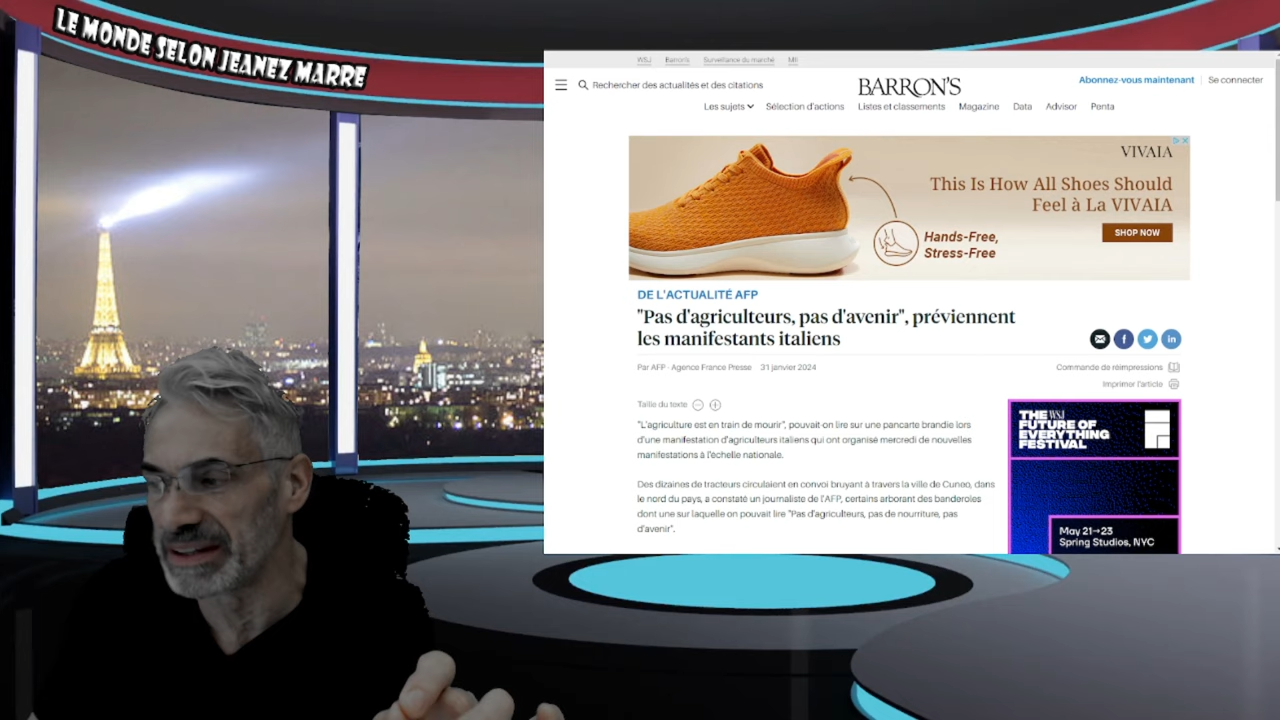 LE MONDE SELON JEANEZ MARRE
WSJ Barron's Surveillance du marché MII
Rechercher des actualités et des citations
BARRON'S
Abonnez-vous maintenant Se connecter
Les sujets Sélection d'actions Listes et classements Magazine Data Advisor Penta
VIVAIA
This Is How All Shoes Should
Feel à La VIVAIA
SHOP NOW
Hands-Free,
Stress-Free
DE L'ACTUALITÉ AFP
"Pas d'agriculteurs, pas d'avenir", préviennent
les manifestants italiens
Par AFP - Agence France Presse 31 janvier 2024
Commande de réimpressions
Imprimer l'article
Taille du texte
"L'agriculture est en train de mourir", pouvait-on lire sur une pancarte brandie lors
d'une manifestation d'agriculteurs italiens qui ont organisé mercredi de nouvelles
manifestations à l'échelle nationale.
Des dizaines de tracteurs circulaient en convoi bruyant à travers la ville de Cuneo, dans
le nord du pays, a constaté un journaliste de l'AFP, certains arborant des banderoles
dont une sur laquelle on pouvait lire "Pas d'agriculteurs, pas de nourriture, pas
d'avenir".
THE WSJ
FUTURE OF
EVERYTHING
FESTIVAL
May 21→23
Spring Studios, NYC